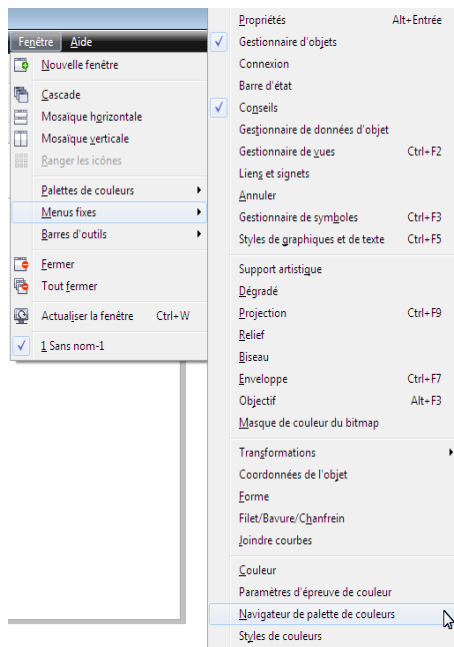 Fenêtre Aide
Nouvelle fenêtre
Cascade
Mosaïque horizontale
Mosaïque verticale
Ranger les icônes
Palettes de couleurs
Menus fixes
Barres d'outils
Fermer
Tout fermer
Actualiser la fenêtre Ctrl+W
1 Sans nom-1
Propriétés Alt+Entrée
Gestionnaire d'objets
Connexion
Barre d'état
Conseils
Gestionnaire de données d'objet
Gestionnaire de vues Ctrl+F2
Liens et signets
Annuler
Gestionnaire de symboles Ctrl+F3
Styles de graphiques et de texte Ctrl+F5
Support artistique
Dégradé
Projection Ctrl+F9
Relief
Biseau
Enveloppe Ctrl+F7
Objectif Alt+F3
Masque de couleur du bitmap
Transformations
Coordonnées de l'objet
Forme
Filet/Bavure/Chanfrein
Joindre courbes
Couleur
Paramètres d'épreuve de couleur
Navigateur de palette de couleurs
Styles de couleurs